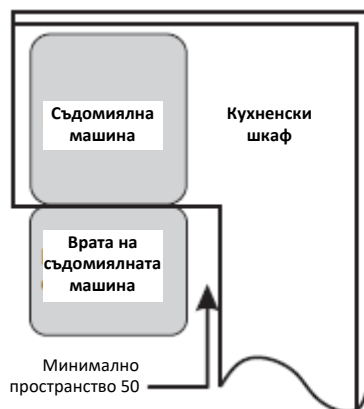 Съдомиялна
машина
Кухненски
шкаф
Врата на
съдомиялната
машина
Минимално
пространство 50